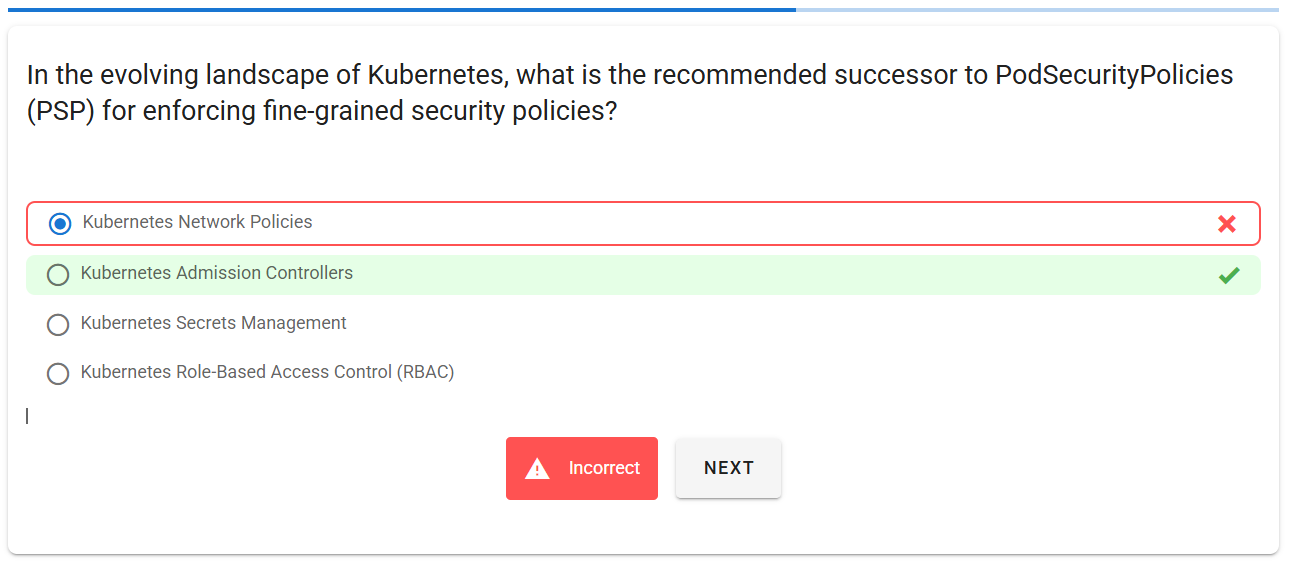 In the evolving landscape of Kubernetes, what is the recommended successor to PodSecurityPolicies
(PSP) for enforcing fine-grained security policies?
Kubernetes Network Policies
Kubernetes Admission Controllers
Kubernetes Secrets Management
Kubernetes Role-Based Access Control (RBAC)
Incorrect
NEXT